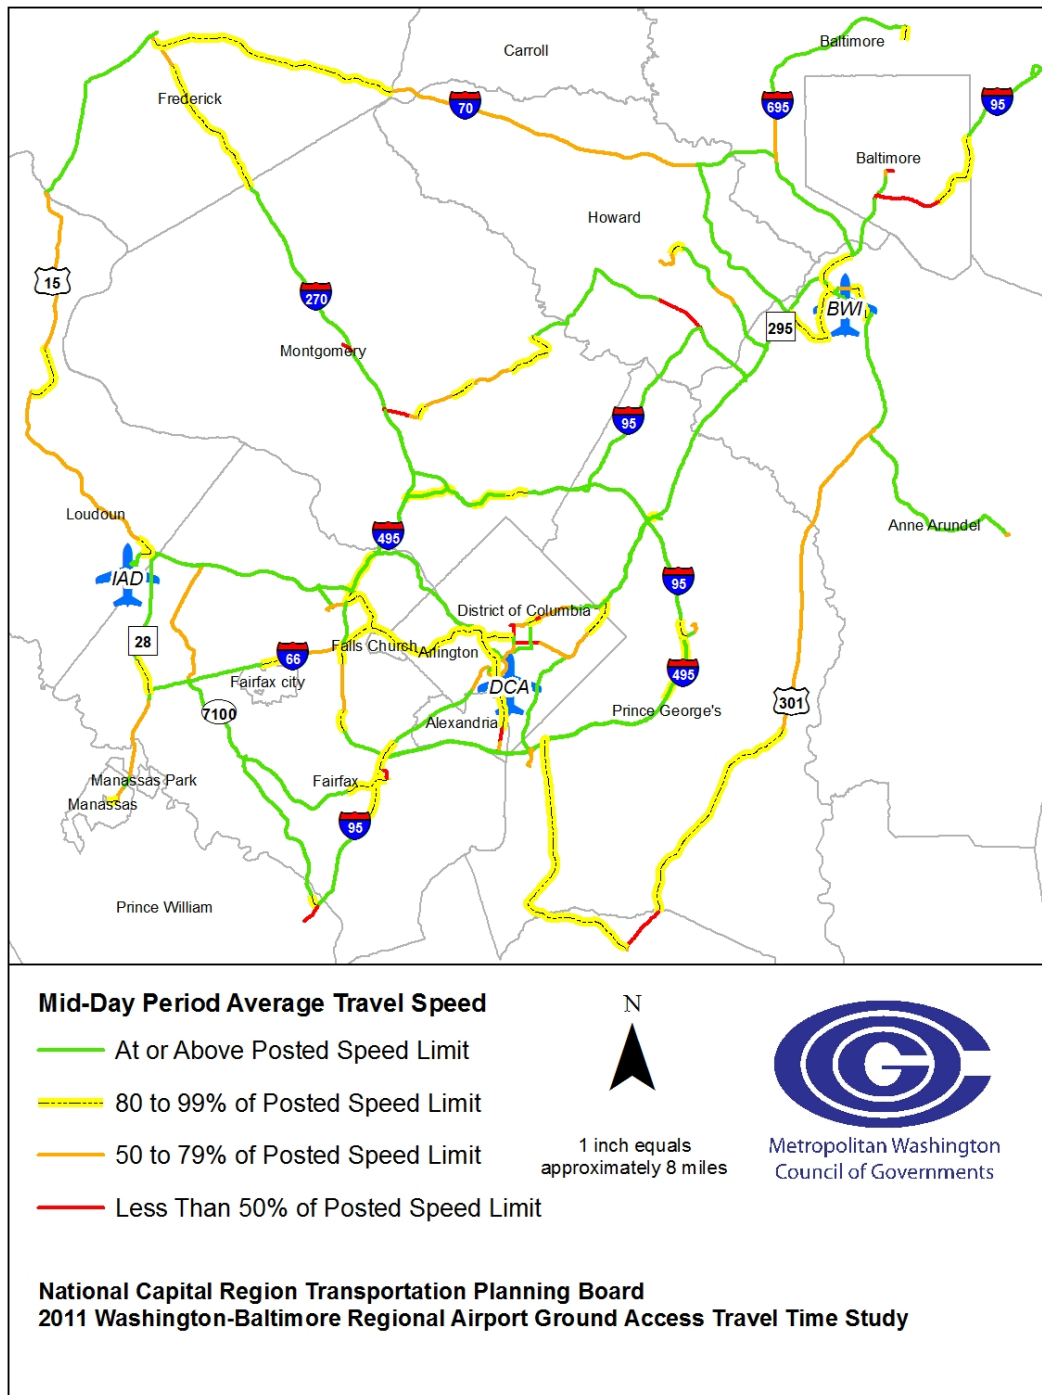 Carroll
Baltimore
Frederick
70
695
95
Baltimore
Howard
15
270
BWI
295
Montgomery
95
Loudoun
Anne Arundel
495
IAD
95
District of Columbia
28
Falls Church
Arlington
66
Fairfax city
DCA
495
301
7100
Alexandria
Prince George's
Manassas Park
Fairfax
Manassas
95
Prince William
Mid-Day Period Average Travel Speed
At or Above Posted Speed Limit
80 to 99% of Posted Speed Limit
50 to 79% of Posted Speed Limit
Less Than 50% of Posted Speed Limit
N
1 inch equals
approximately 8 miles
COG
Metropolitan Washington
Council of Governments
National Capital Region Transportation Planning Board
2011 Washington-Baltimore Regional Airport Ground Access Travel Time Study